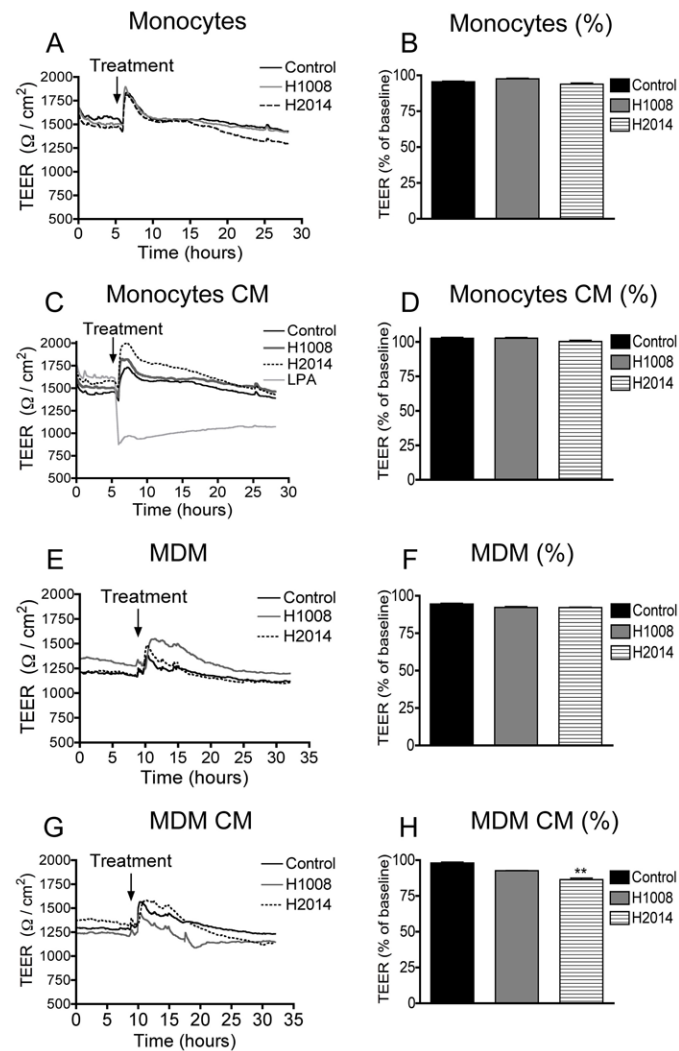 Monocytes
A
Treatment
Control
H1008
H2014
TEER (Ω / cm²)
2000
1750
1500
1250
1000
750
500
0 5 10 15 20 25 30
Time (hours)
Monocytes (%)
B
TEER (% of baseline)
100
75
50
25
0
Control
H1008
H2014
Monocytes CM
C
Treatment
Control
H1008
H2014
LPA
TEER (Ω / cm²)
2000
1750
1500
1250
1000
750
500
0 5 10 15 20 25 30
Time (hours)
Monocytes CM (%)
D
TEER (% of baseline)
100
75
50
25
0
Control
H1008
H2014
MDM
E
Treatment
Control
H1008
H2014
TEER (Ω / cm²)
2000
1750
1500
1250
1000
750
500
0 5 10 15 20 25 30 35
Time (hours)
MDM (%)
F
TEER (% of baseline)
100
75
50
25
0
Control
H1008
H2014
MDM CM
G
Treatment
Control
H1008
H2014
TEER (Ω / cm²)
2000
1750
1500
1250
1000
750
500
0 5 10 15 20 25 30 35
Time (hours)
MDM CM (%)
H
TEER (% of baseline)
100
75
50
25
0
**
Control
H1008
H2014